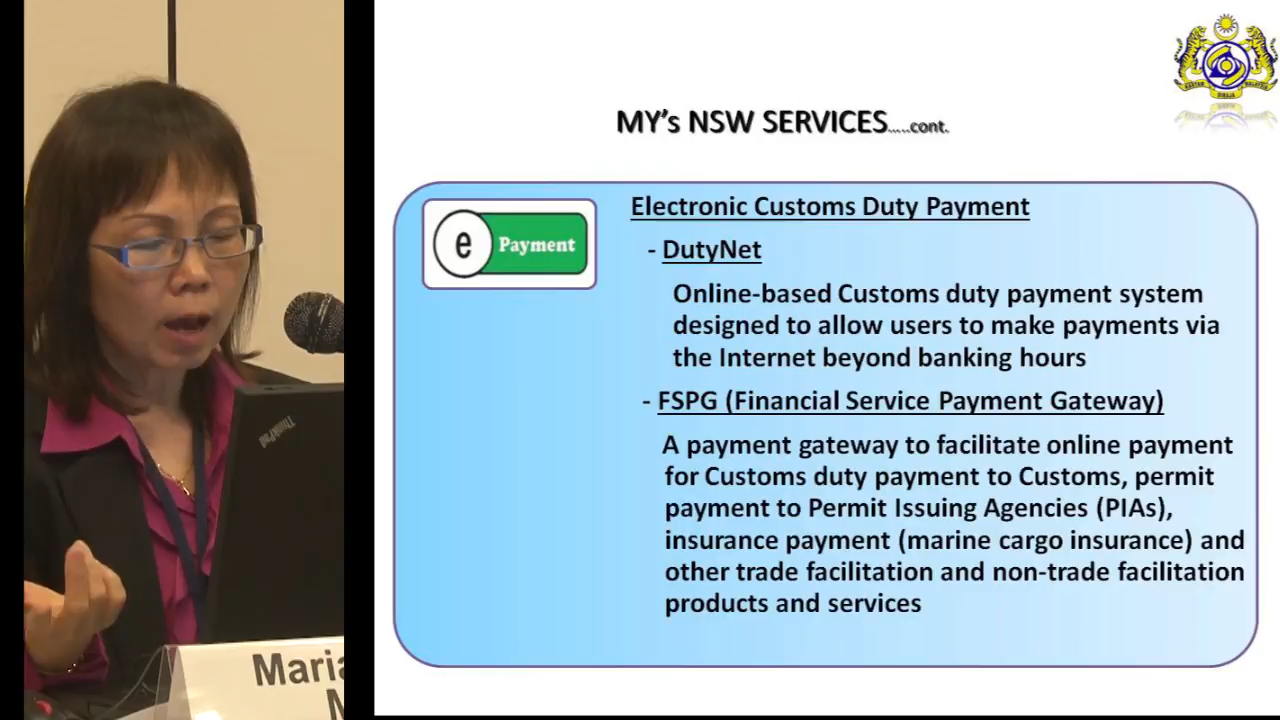 MY's NSW SERVICES.....cont.
e Payment
Electronic Customs Duty Payment
- DutyNet
Online-based Customs duty payment system
designed to allow users to make payments via
the Internet beyond banking hours
- FSPG (Financial Service Payment Gateway)
A payment gateway to facilitate online payment
for Customs duty payment to Customs, permit
payment to Permit Issuing Agencies (PIAs),
insurance payment (marine cargo insurance) and
other trade facilitation and non-trade facilitation
products and services
ThinkPad
Maria